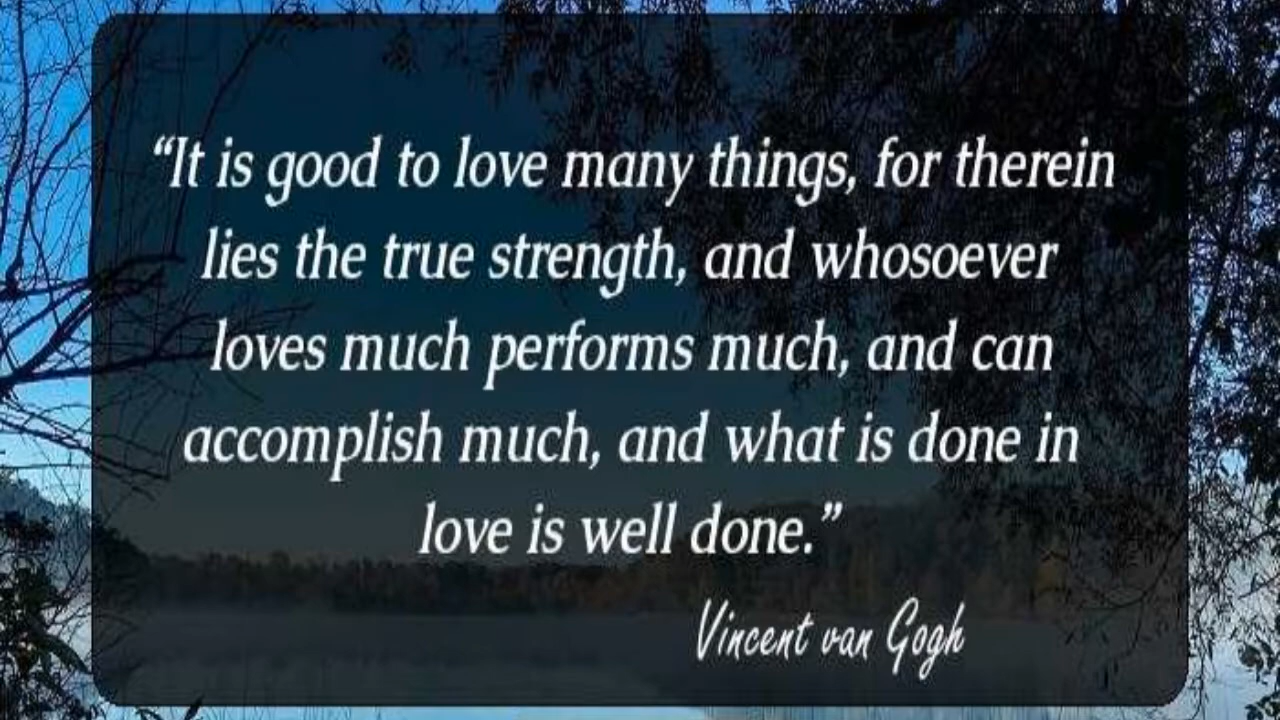 “It is good to love many things, for therein
lies the true strength, and whosoever
loves much performs much, and can
accomplish much, and what is done in
love is well done.”
Vincent van Gogh